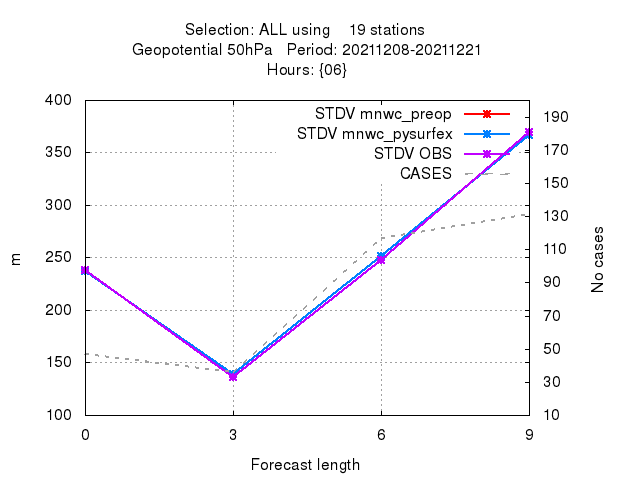 Selection: ALL using    19 stations
Geopotential 50hPa   Period: 20211208-20211221
Hours: {06}
400
350
300
250
200
150
100
m
STDV mnwc_preop
STDV mnwc_pysurfex
STDV OBS
CASES
190
170
150
130
110
90
70
50
30
10
No cases
0 3 6 9
Forecast length